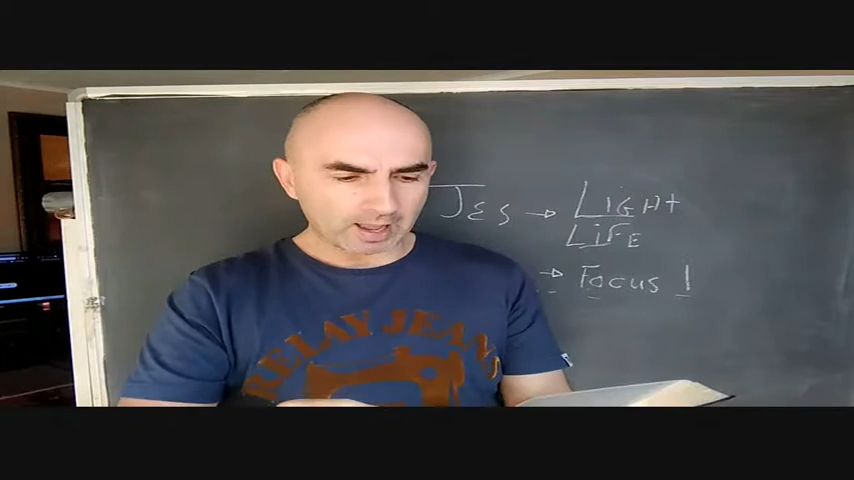 JES → LIGHT
LIFE
→ FOCUS !
RELAY JEANS